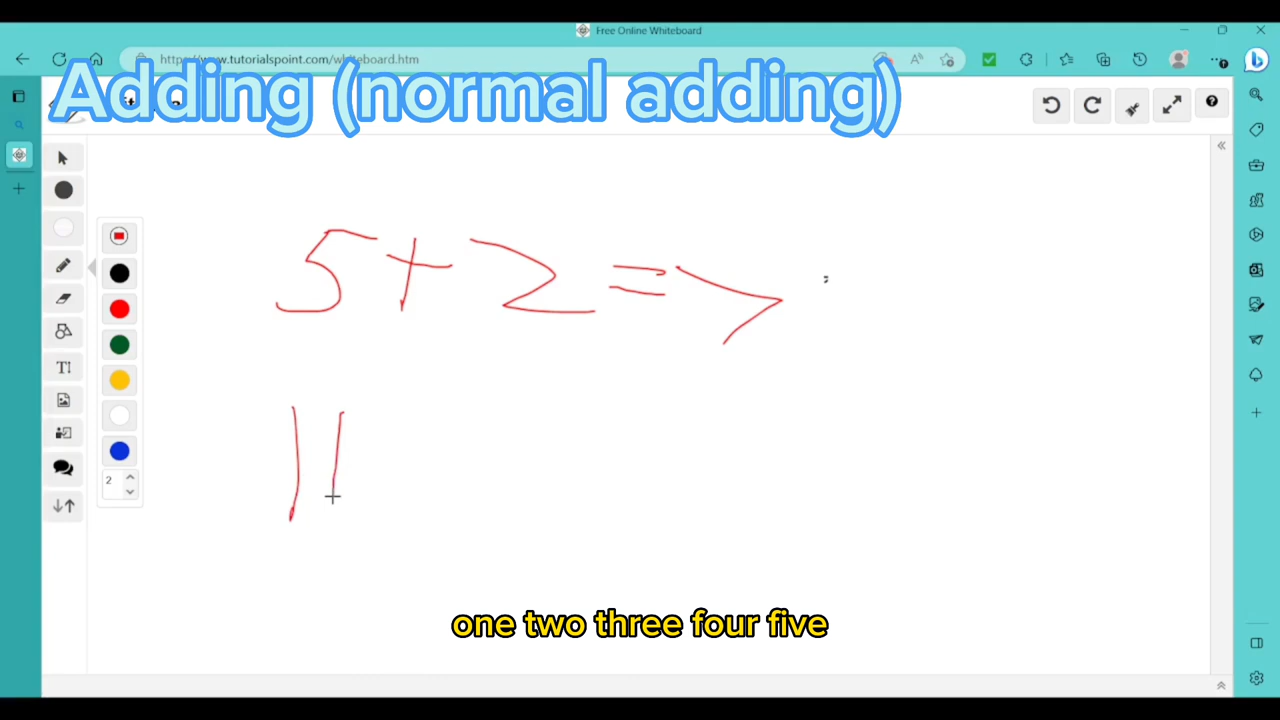 Free Online Whiteboard
https://www.tutorialspoint.com/whiteboard.htm
Adding (normal adding)
5+2=7
TI
2
||
one two three four five